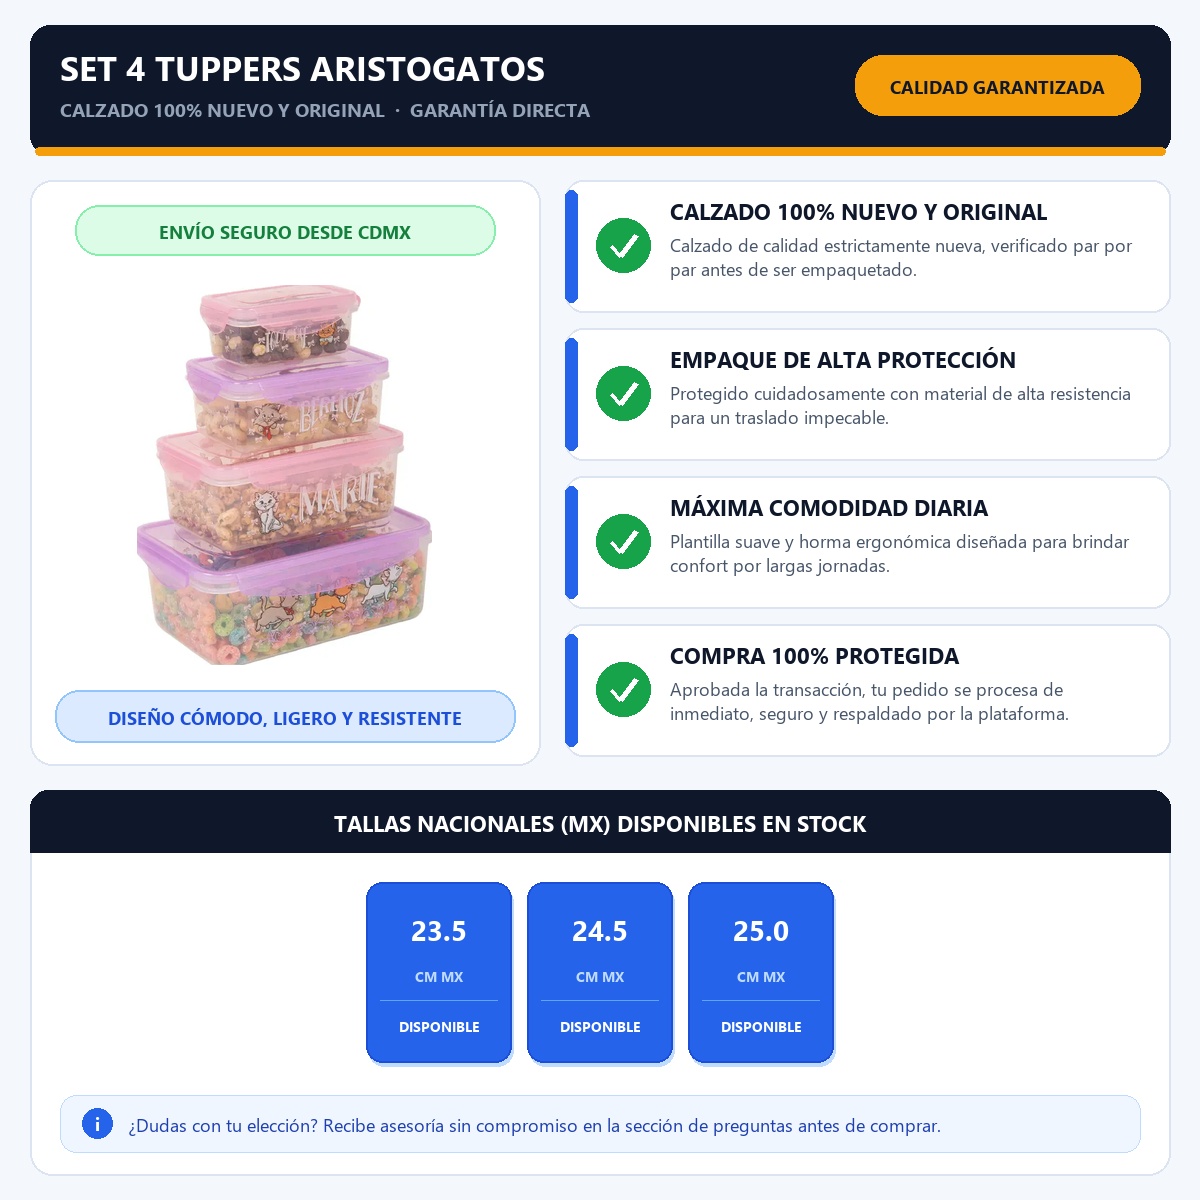 SET 4 TUPPERS ARISTOGATOS
CALZADO 100% NUEVO Y ORIGINAL · GARANTÍA DIRECTA
CALIDAD GARANTIZADA
ENVÍO SEGURO DESDE CDMX
BERLIOZ
MARIE
DISEÑO CÓMODO, LIGERO Y RESISTENTE
CALZADO 100% NUEVO Y ORIGINAL
Calzado de calidad estrictamente nueva, verificado par por
par antes de ser empaquetado.
EMPAQUE DE ALTA PROTECCIÓN
Protegido cuidadosamente con material de alta resistencia
para un traslado impecable.
MÁXIMA COMODIDAD DIARIA
Plantilla suave y horma ergonómica diseñada para brindar
confort por largas jornadas.
COMPRA 100% PROTEGIDA
Aprobada la transacción, tu pedido se procesa de
inmediato, seguro y respaldado por la plataforma.
TALLAS NACIONALES (MX) DISPONIBLES EN STOCK
23.5
CM MX
DISPONIBLE
24.5
CM MX
DISPONIBLE
25.0
CM MX
DISPONIBLE
¿Dudas con tu elección? Recibe asesoría sin compromiso en la sección de preguntas antes de comprar.